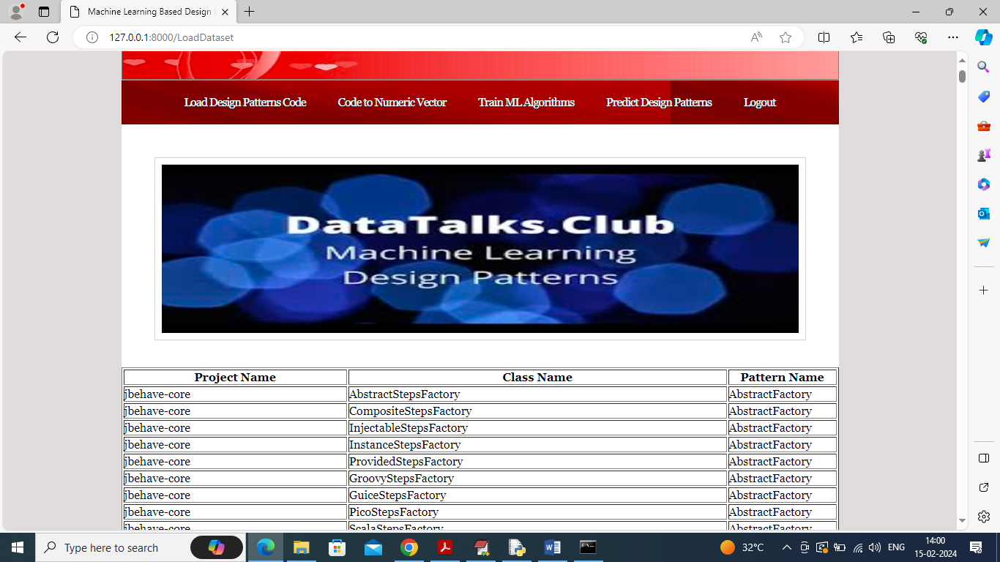 Machine Learning Based Design
127.0.0.1:8000/LoadDataset
Load Design Patterns Code Code to Numeric Vector Train ML Algorithms Predict Design Patterns Logout
DataTalks.Club
Machine Learning
Design Patterns
Project Name Class Name Pattern Name
jbehave-core AbstractStepsFactory AbstractFactory
jbehave-core CompositeStepsFactory AbstractFactory
jbehave-core InjectableStepsFactory AbstractFactory
jbehave-core InstanceStepsFactory AbstractFactory
jbehave-core ProvidedStepsFactory AbstractFactory
jbehave-core GroovyStepsFactory AbstractFactory
jbehave-core GuiceStepsFactory AbstractFactory
jbehave-core PicoStepsFactory AbstractFactory
jbehave-core ScalaStepsFactory AbstractFactory
Type here to search 32°C ENG 14:00
15-02-2024